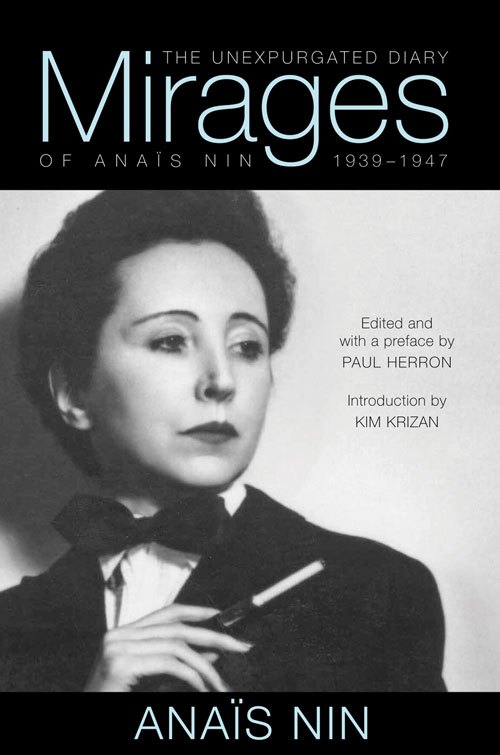 THE UNEXPURGATED DIARY
Mirages
OF ANAÏS NIN 1939–1947
Edited and
with a preface by
PAUL HERRON
Introduction by
KIM KRIZAN
ANAÏS NIN